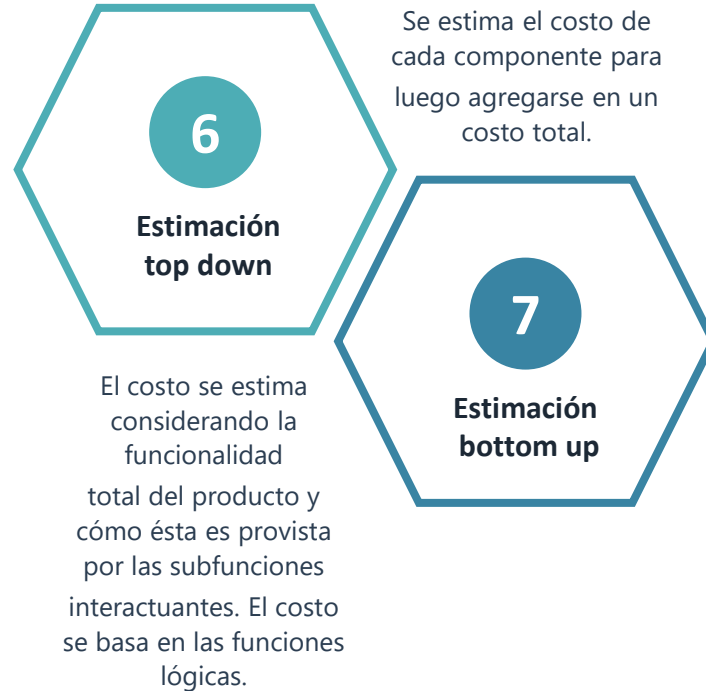 6
Estimación
top down
El costo se estima
considerando la
funcionalidad
total del producto y
cómo ésta es provista
por las subfunciones
interactuantes. El costo
se basa en las funciones
lógicas.
Se estima el costo de
cada componente para
luego agregarse en un
costo total.
7
Estimación
bottom up